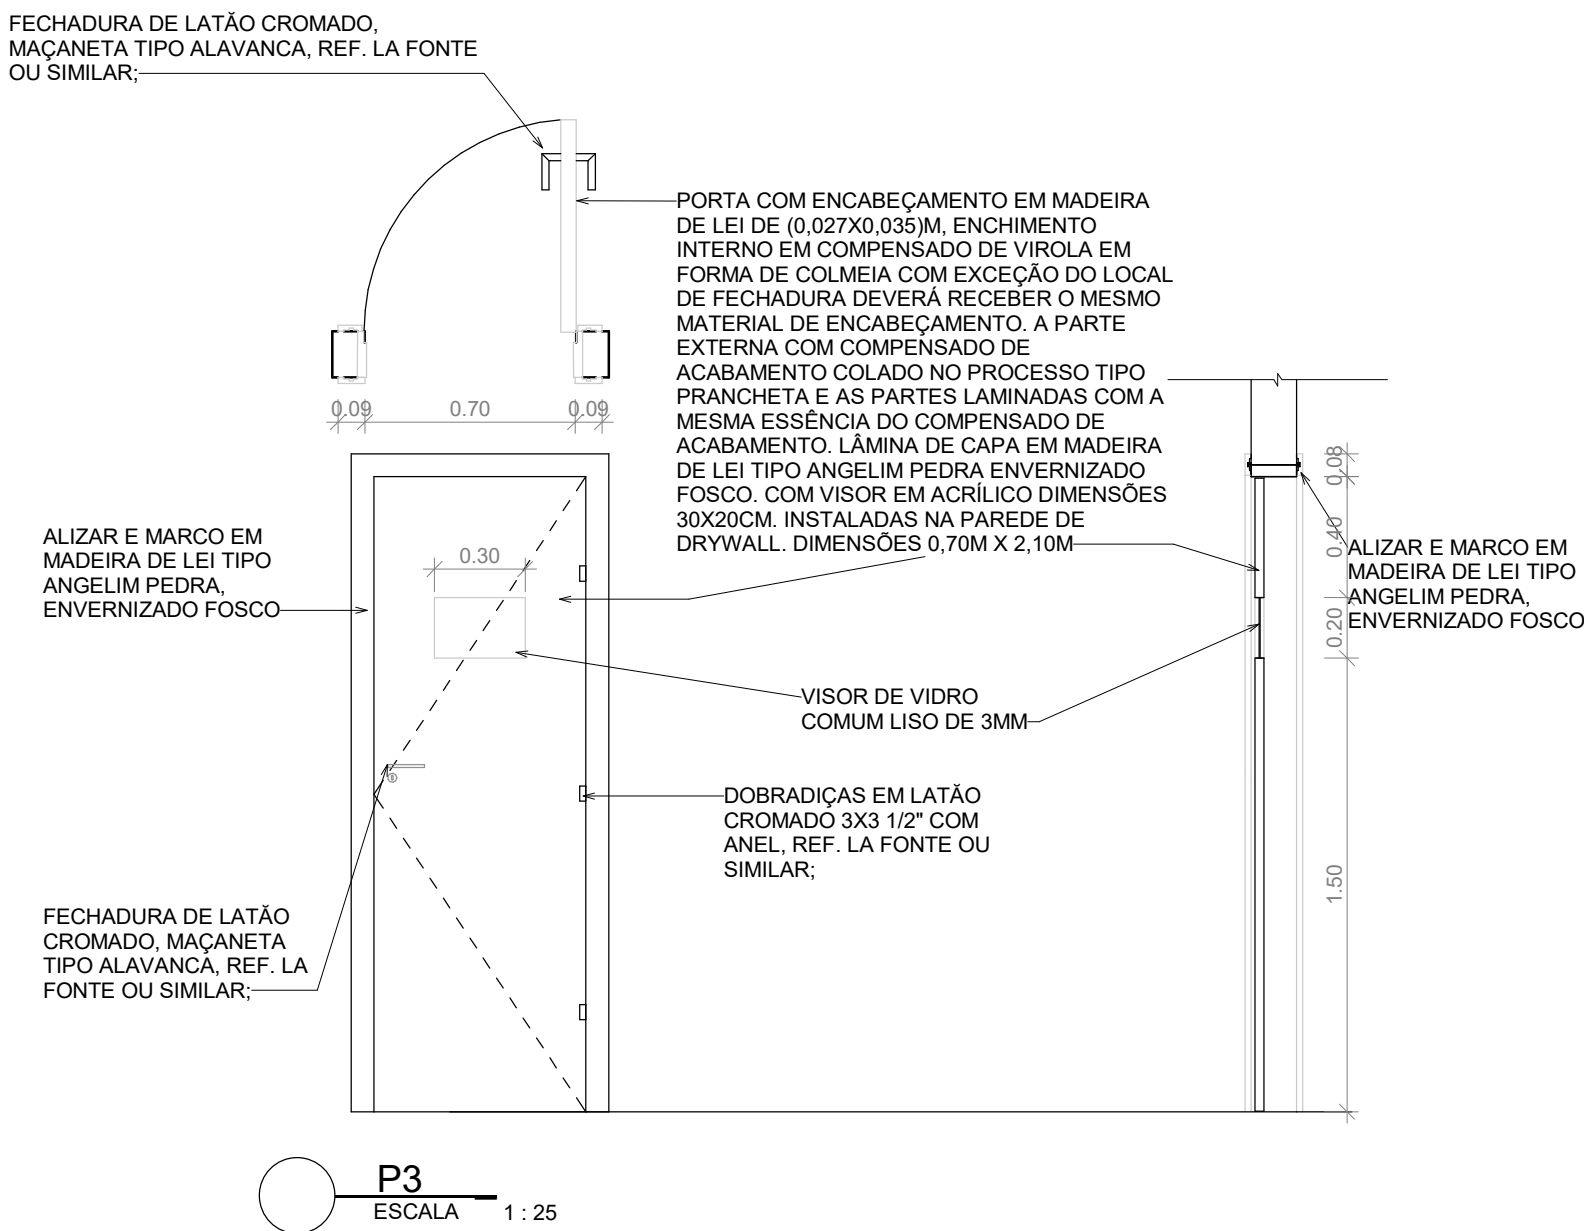 FECHADURA DE LATÃO CROMADO,
MAÇANETA TIPO ALAVANCA, REF. LA FONTE
OU SIMILAR;
PORTA COM ENCABEÇAMENTO EM MADEIRA
DE LEI DE (0,027X0,035)M, ENCHIMENTO
INTERNO EM COMPENSADO DE VIROLA EM
FORMA DE COLMEIA COM EXCEÇÃO DO LOCAL
DE FECHADURA DEVERÁ RECEBER O MESMO
MATERIAL DE ENCABEÇAMENTO. A PARTE
EXTERNA COM COMPENSADO DE
ACABAMENTO COLADO NO PROCESSO TIPO
PRANCHETA E AS PARTES LAMINADAS COM A
MESMA ESSÊNCIA DO COMPENSADO DE
ACABAMENTO. LÂMINA DE CAPA EM MADEIRA
DE LEI TIPO ANGELIM PEDRA ENVERNIZADO
FOSCO. COM VISOR EM ACRÍLICO DIMENSÕES
30X20CM. INSTALADAS NA PAREDE DE
DRYWALL. DIMENSÕES 0,70M X 2,10M
0.09
0.70
0.09
0.08
0.40
0.20
1.50
ALIZAR E MARCO EM
MADEIRA DE LEI TIPO
ANGELIM PEDRA,
ENVERNIZADO FOSCO
0.30
ALIZAR E MARCO EM
MADEIRA DE LEI TIPO
ANGELIM PEDRA,
ENVERNIZADO FOSCO
VISOR DE VIDRO
COMUM LISO DE 3MM
DOBRADIÇAS EM LATÃO
CROMADO 3X3 1/2" COM
ANEL, REF. LA FONTE OU
SIMILAR;
FECHADURA DE LATÃO
CROMADO, MAÇANETA
TIPO ALAVANCA, REF. LA
FONTE OU SIMILAR;
P3
ESCALA 1 : 25